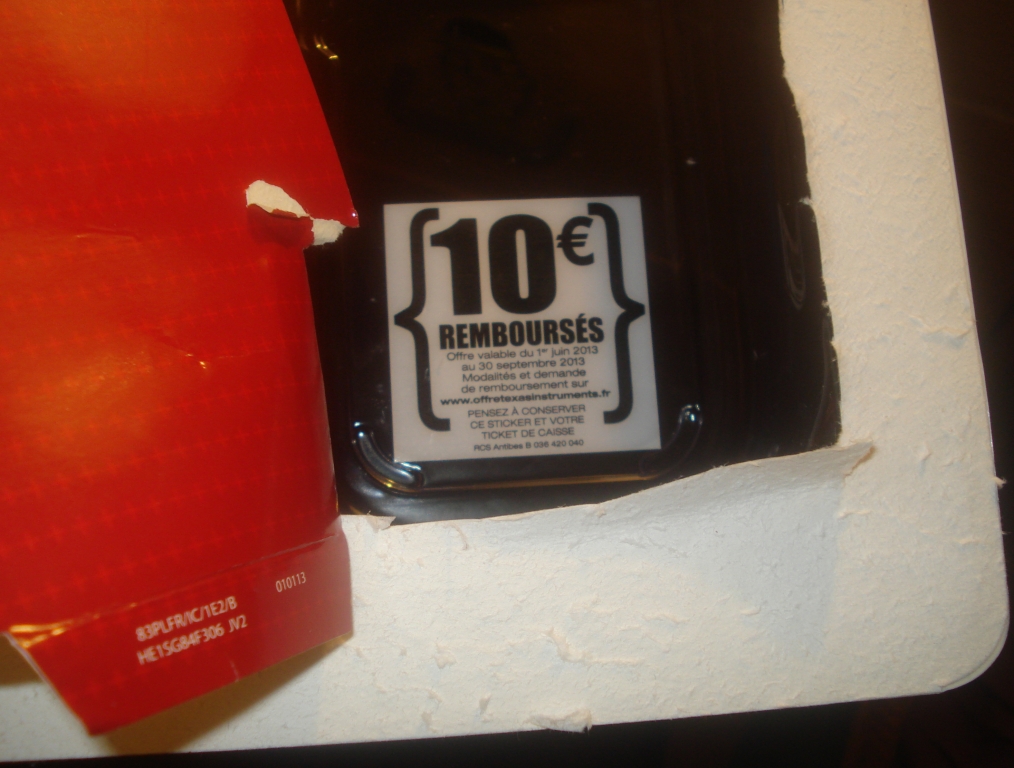 10€
REMBOURSÉS
Offre valable du 1er juin 2013
au 30 septembre 2013
Modalités et demande
de remboursement sur
www.offretexasinstruments.fr
PENSEZ À CONSERVER
CE STICKER ET VOTRE
TICKET DE CAISSE
RCS Antibes B 036 420 040
010113
83PLFR/IC/1E2/B
HE1SG84F306 JV2